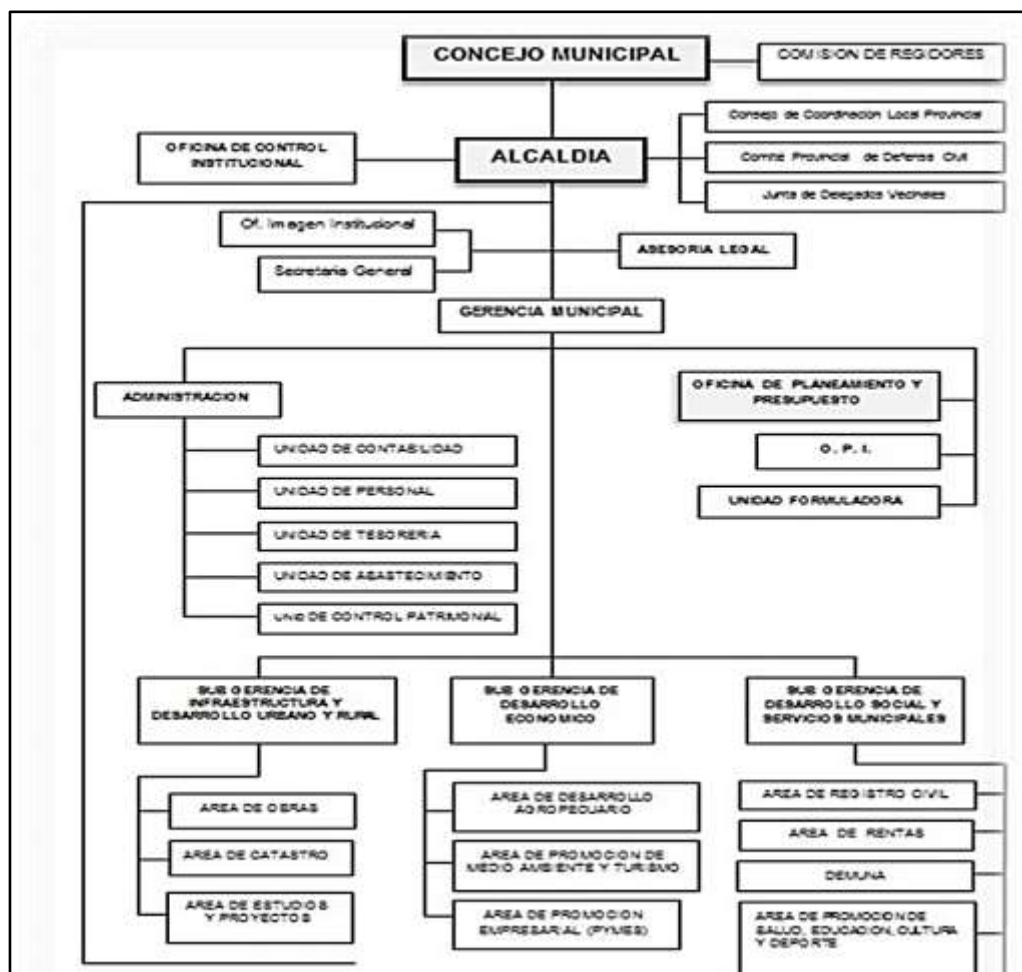 CONCEJO MUNICIPAL
COMISION DE REGIDORES
Consejo de Coordinación Local Provincial
OFICINA DE CONTROL
INSTITUCIONAL
ALCALDIA
Comité Provincial de Defensa Civil
Junta de Delegados Vecinales
Of. Imagen Institucional
ASESORIA LEGAL
Secretaria General
GERENCIA MUNICIPAL
ADMINISTRACION
OFICINA DE PLANEAMIENTO Y
PRESUPUESTO
UNIDAD DE CONTABILIDAD
O. P. I.
UNIDAD DE PERSONAL
UNIDAD FORMULADORA
UNIDAD DE TESORERIA
UNIDAD DE ABASTECIMIENTO
UNID DE CONTROL PATRIMONAL
SUB GERENCIA DE
INFRAESTRUCTURA Y
DESARROLLO URBANO Y RURAL
SUB GERENCIA DE
DESARROLLO
ECONOMICO
SUB GERENCIA DE
DESARROLLO SOCIAL Y
SERVICIOS MUNICIPALES
AREA DE OBRAS
AREA DE CATASTRO
AREA DE ESTUDIOS
Y PROYECTOS
AREA DE DESARROLLO
AGROPECUARIO
AREA DE PROMOCION DE
MEDIO AMBIENTE Y TURISMO
AREA DE PROMOCION
EMPRESARIAL (PYMES)
AREA DE REGISTRO CIVIL
AREA DE RENTAS
DEMUNA
AREA DE PROMOCION DE
SALUD, EDUCACION, CULTURA
Y DEPORTE